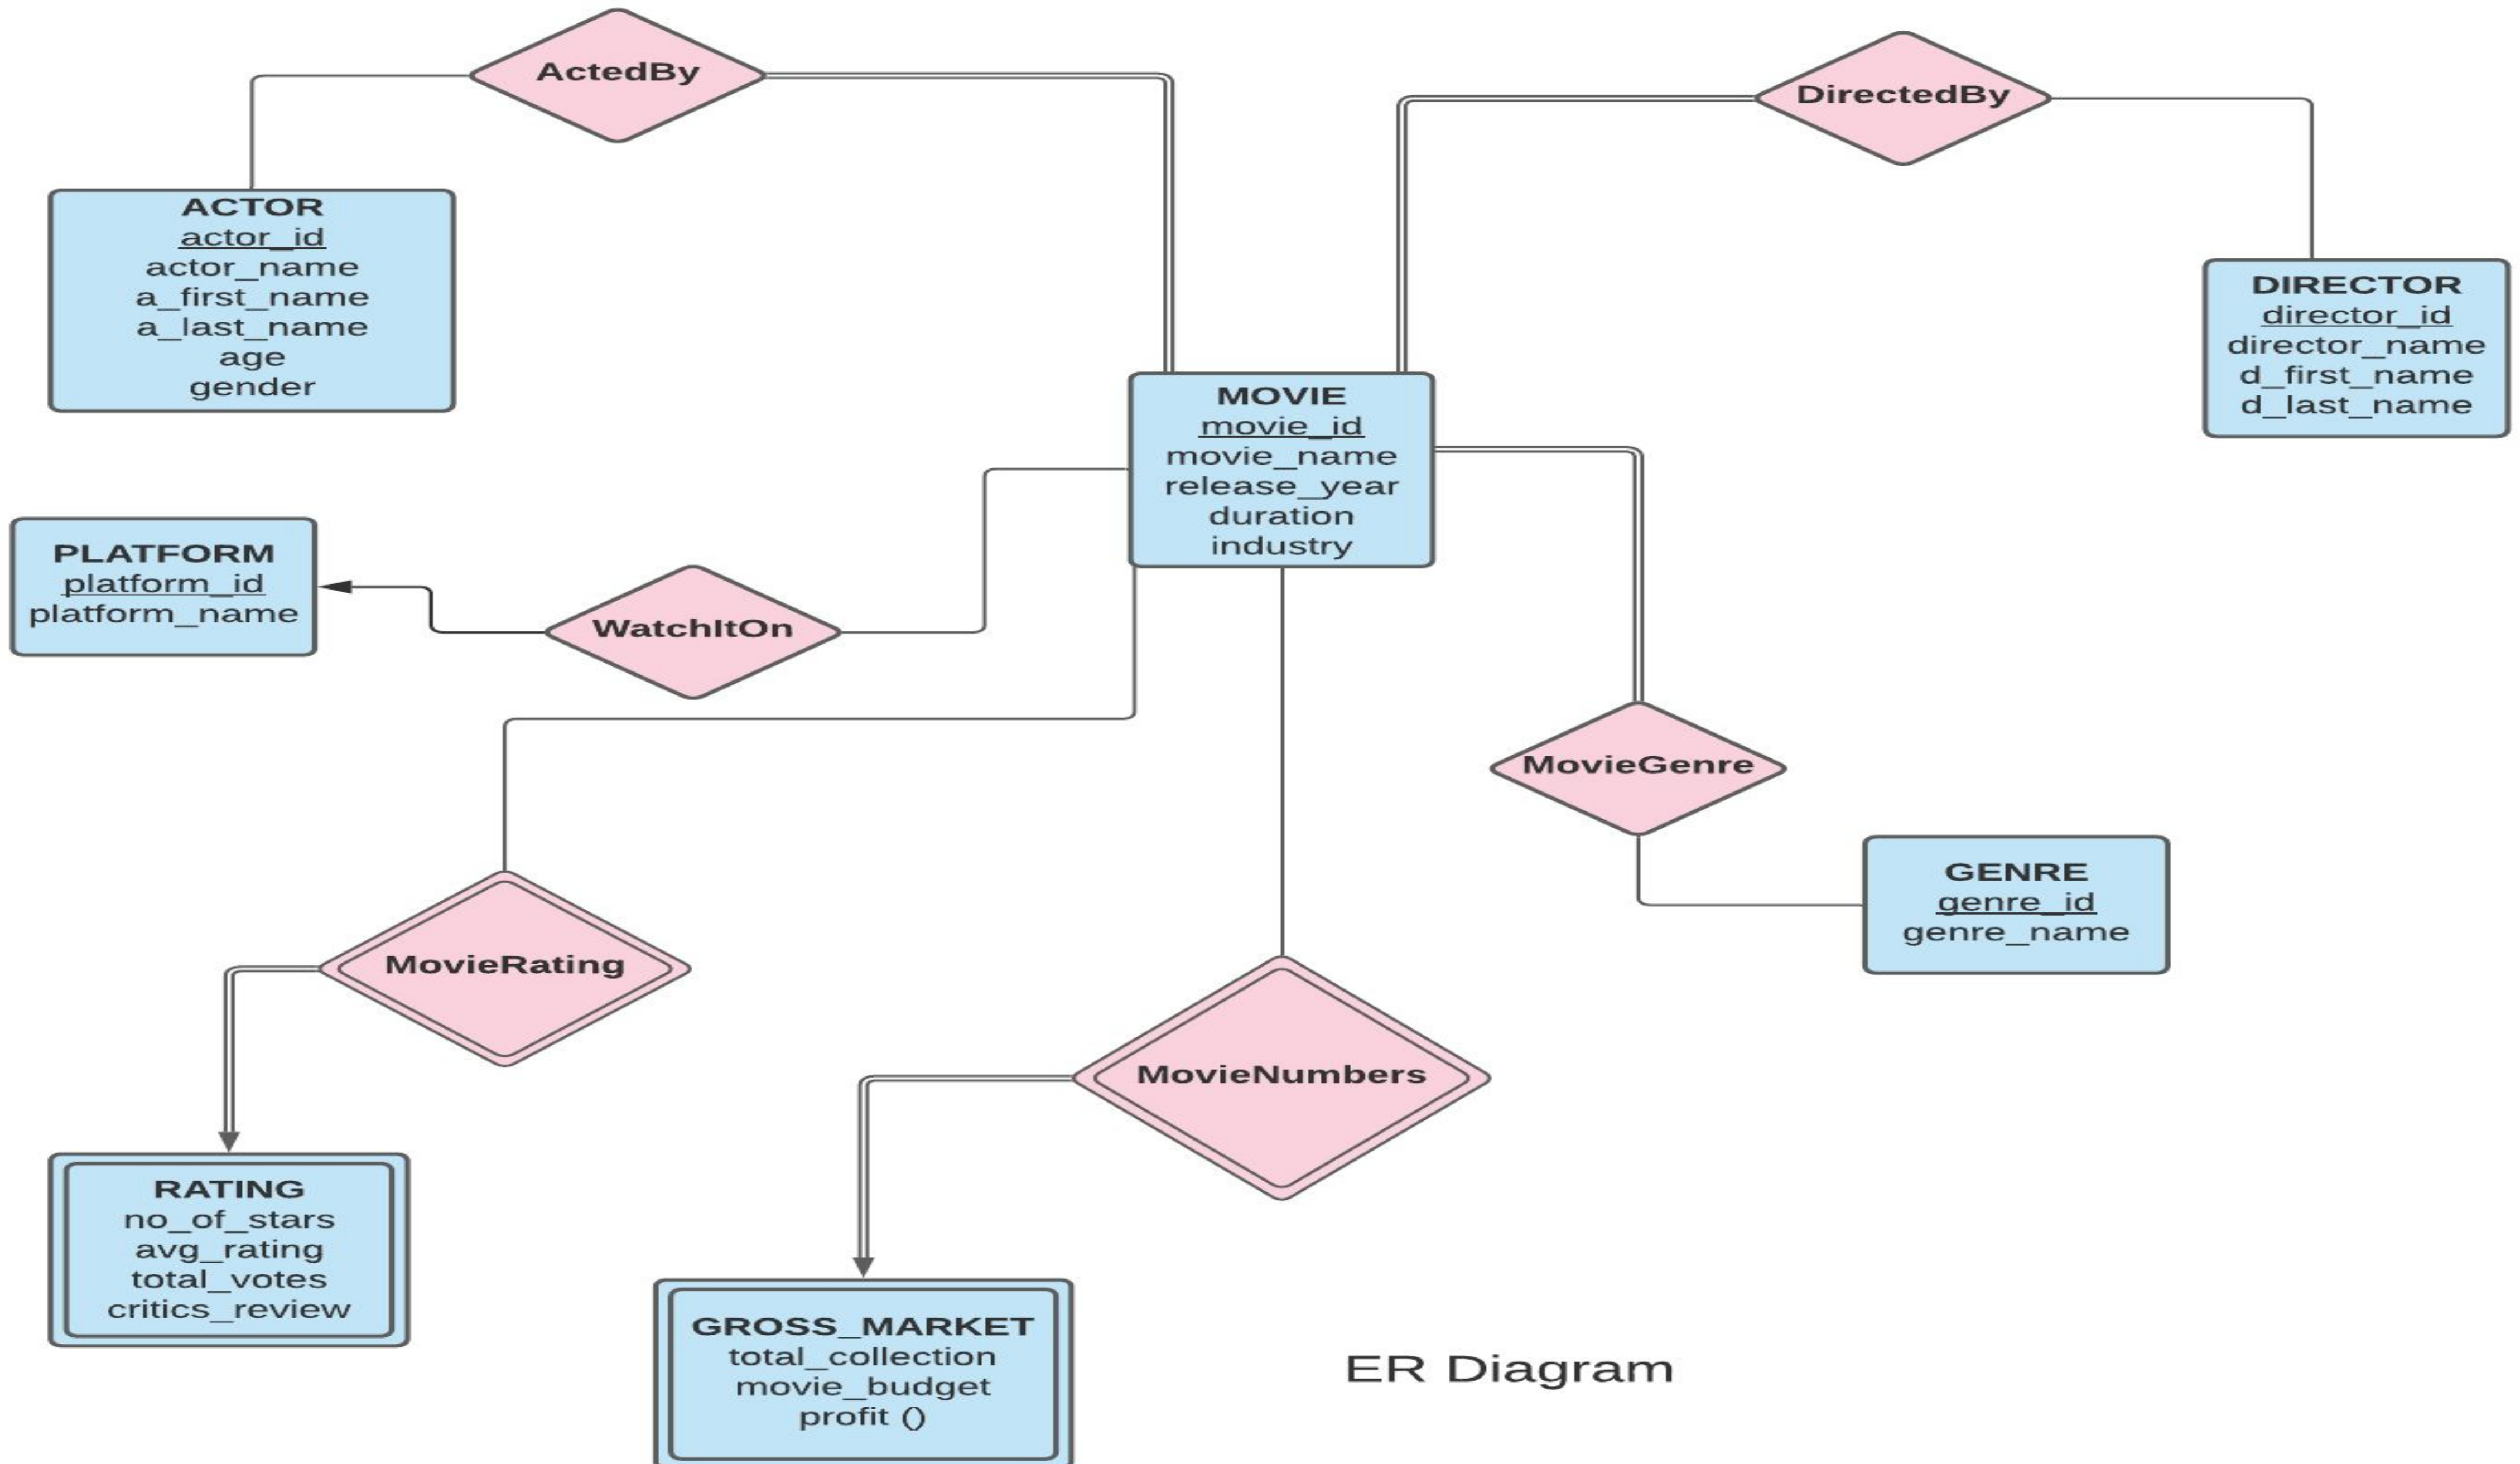 ActedBy
DirectedBy
ACTOR
actor_id
actor_name
a_first_name
a_last_name
age
gender
DIRECTOR
director_id
director_name
d_first_name
d_last_name
MOVIE
movie_id
movie_name
release_year
duration
industry
PLATFORM
platform_id
platform_name
WatchItOn
MovieGenre
GENRE
genre_id
genre_name
MovieRating
MovieNumbers
RATING
no_of_stars
avg_rating
total_votes
critics_review
GROSS_MARKET
total_collection
movie_budget
profit ()
ER Diagram